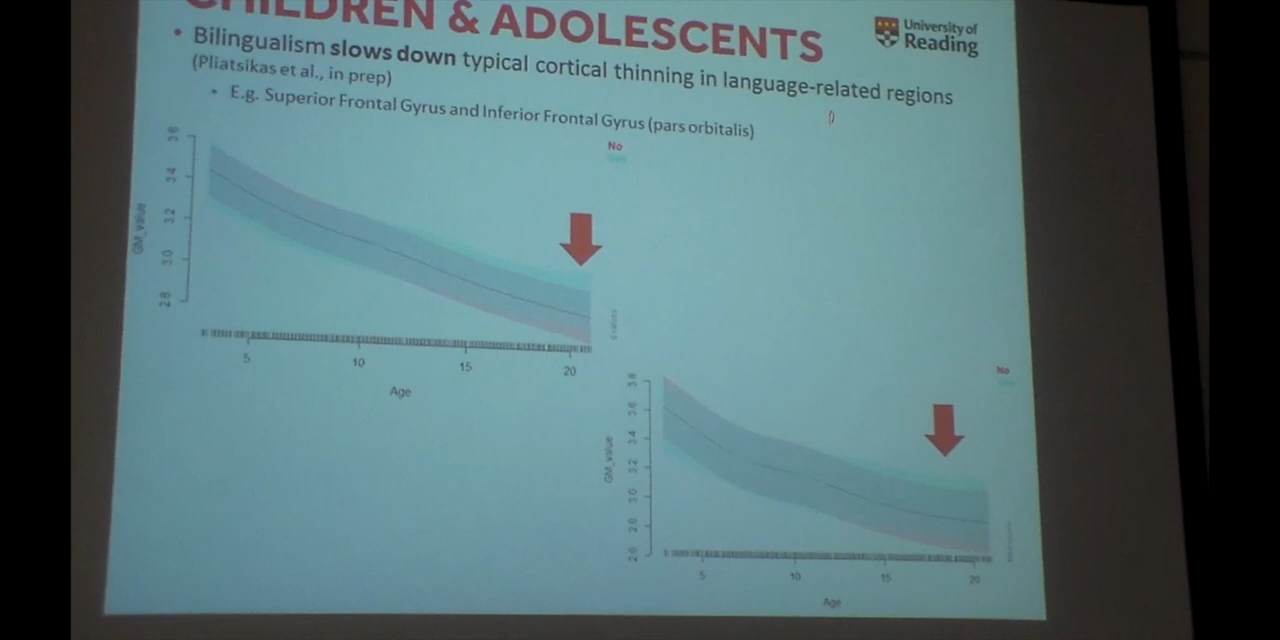 CHILDREN & ADOLESCENTS
University of
Reading
• Bilingualism slows down typical cortical thinning in language-related regions
(Pliatsikas et al., in prep)
• E.g. Superior Frontal Gyrus and Inferior Frontal Gyrus (pars orbitalis)
No
GM_value
3.6
3.4
3.2
3.0
2.8
5 10 15 20
Age
No
GM_value
3.8
3.6
3.4
3.2
3.0
2.8
2.6
5 10 15 20
Age